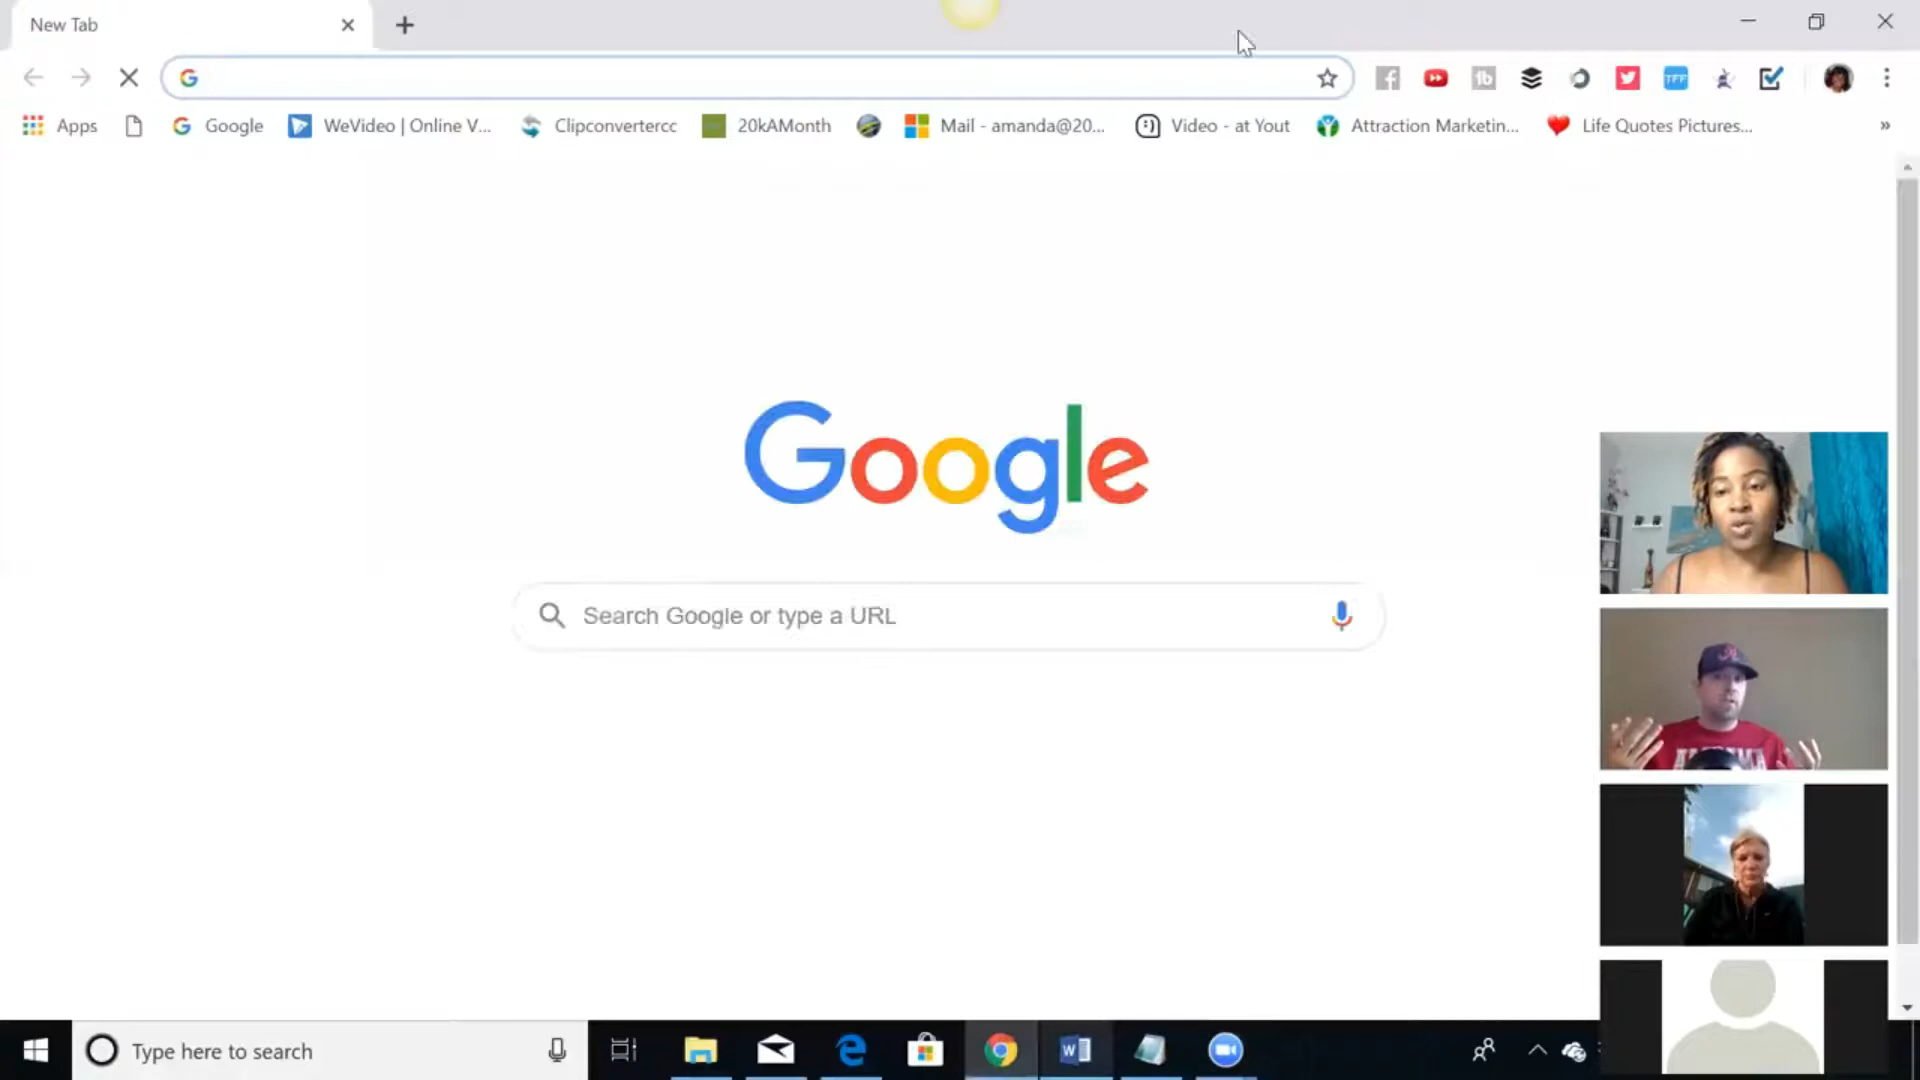 New Tab
Apps
Google
WeVideo | Online V...
Clipconvertercc
20kAMonth
Mail - amanda@20...
Video - at Yout
Attraction Marketin...
Life Quotes Pictures...
»
TFF
Google
Search Google or type a URL
Type here to search